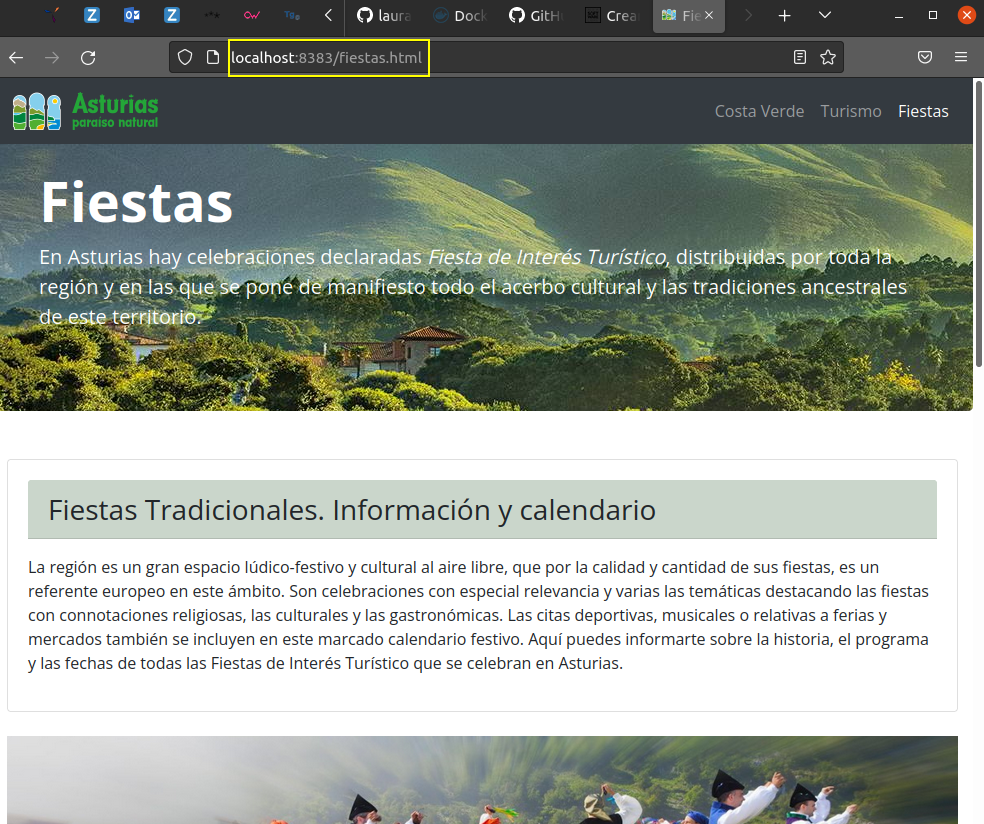 laura
Dock
GitH
Crea
Fie
localhost:8383/fiestas.html
Asturias
paraíso natural
Costa Verde Turismo Fiestas
Fiestas
En Asturias hay celebraciones declaradas Fiesta de Interés Turístico, distribuidas por toda la
región y en las que se pone de manifiesto todo el acerbo cultural y las tradiciones ancestrales
de este territorio.
Fiestas Tradicionales. Información y calendario
La región es un gran espacio lúdico-festivo y cultural al aire libre, que por la calidad y cantidad de sus fiestas, es un
referente europeo en este ámbito. Son celebraciones con especial relevancia y varias las temáticas destacando las fiestas
con connotaciones religiosas, las culturales y las gastronómicas. Las citas deportivas, musicales o relativas a ferias y
mercados también se incluyen en este marcado calendario festivo. Aquí puedes informarte sobre la historia, el programa
y las fechas de todas las Fiestas de Interés Turístico que se celebran en Asturias.